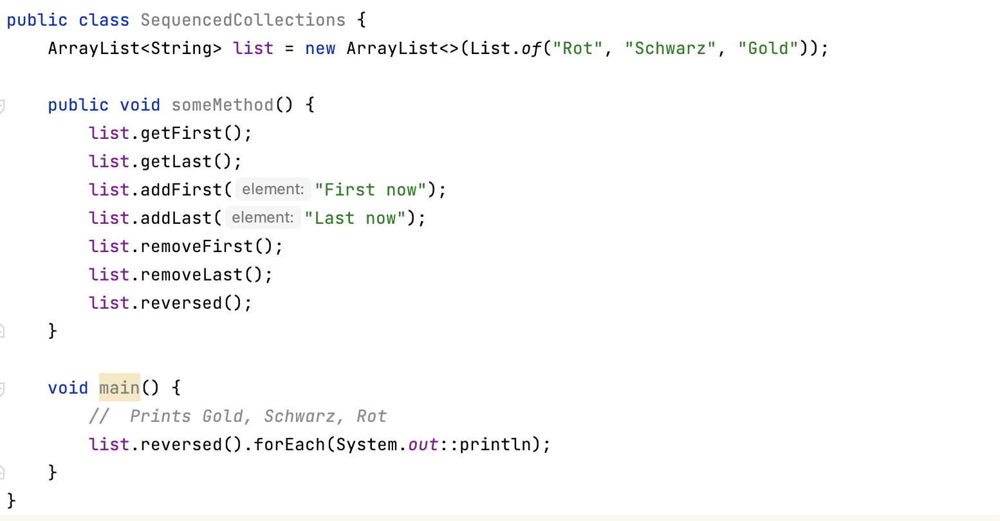 public class SequencedCollections {
    ArrayList<String> list = new ArrayList<>(List.of("Rot", "Schwarz", "Gold"));

    public void someMethod() {
        list.getFirst();
        list.getLast();
        list.addFirst( element: "First now");
        list.addLast( element: "Last now");
        list.removeFirst();
        list.removeLast();
        list.reversed();
    }

    void main() {
        //  Prints Gold, Schwarz, Rot
        list.reversed().forEach(System.out::println);
    }
}